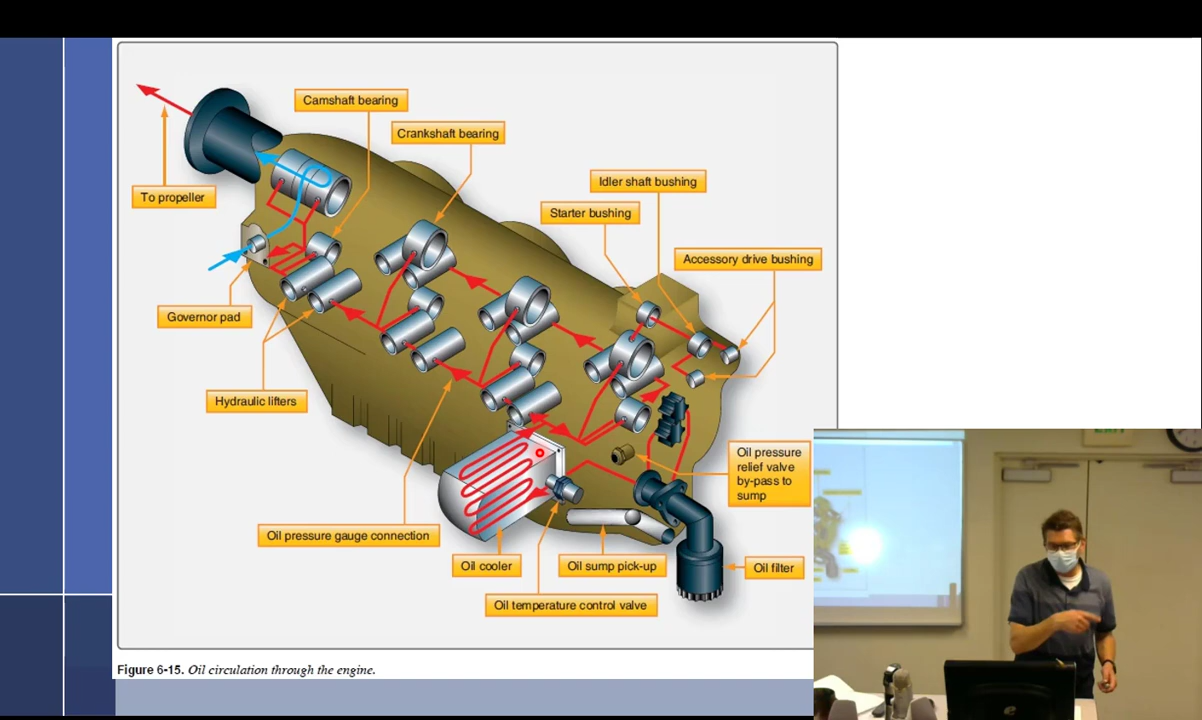 Camshaft bearing
Crankshaft bearing
To propeller
Idler shaft bushing
Starter bushing
Accessory drive bushing
Governor pad
Hydraulic lifters
Oil pressure
relief valve
by-pass to
sump
Oil pressure gauge connection
Oil cooler
Oil sump pick-up
Oil filter
Oil temperature control valve
Figure 6-15. Oil circulation through the engine.